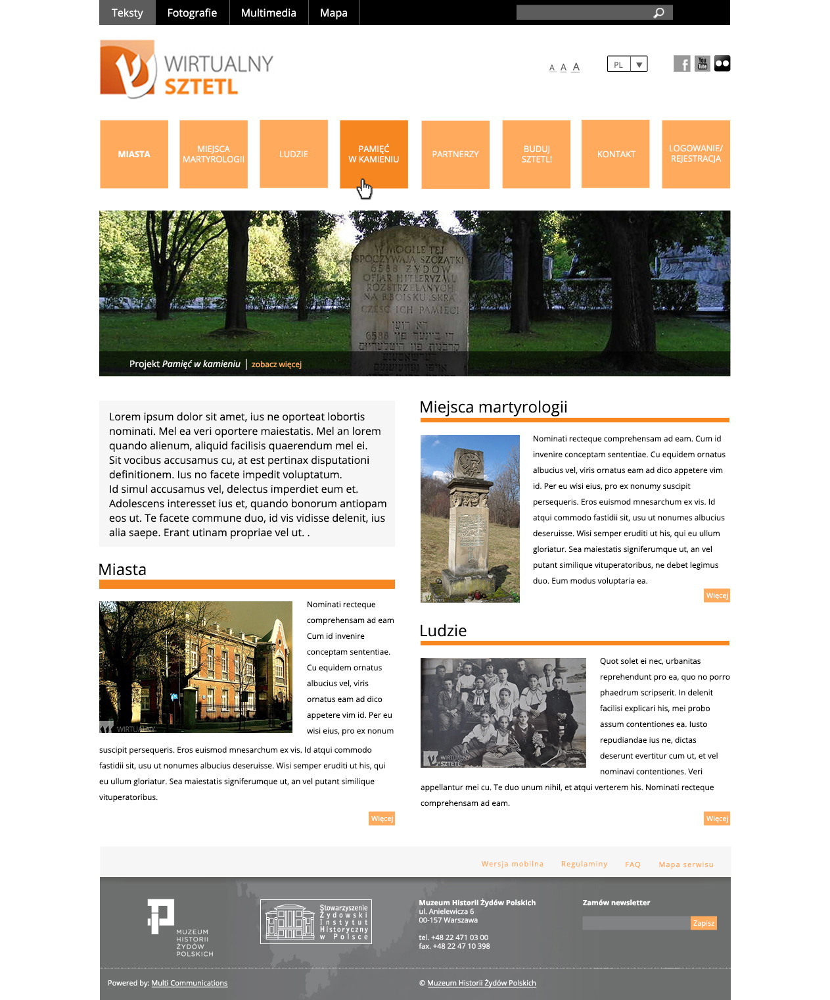 Teksty Fotografie Multimedia Mapa
WIRTUALNY
SZTETL
A A A
PL
f
You
Tube
MIASTA
MIEJSCA
MARTYROLOGII
LUDZIE
PAMIĘĆ
W KAMIENIU
PARTNERZY
BUDUJ
SZTETL!
KONTAKT
LOGOWANIE/
REJESTRACJA
W MOGILE TEJ
SPOCZYWAJA SZCZATKI
6588 ZYDOW
OFIAR HITLERYZMU
ROZSTRZELANYCH
NA B.BOISKU „SKRA”
CZEŚĆ ICH PAMIECI
Projekt Pamięć w kamieniu | zobacz więcej
Lorem ipsum dolor sit amet, ius ne oporteat lobortis
nominati. Mel ea veri oportere maiestatis. Mel an lorem
quando alienum, aliquid facilisis quaerendum mel ei.
Sit vocibus accusamus cu, at est pertinax disputationi
definitionem. Ius no facete impedit voluptatum.
Id simul accusamus vel, delectus imperdiet eum et.
Adolescens interesset ius et, quando bonorum antiopam
eos ut. Te facete commune duo, id vis vidisse delenit, ius
alia saepe. Erant utinam propriae vel ut. .
Miasta
Nominati recteque
comprehensam ad eam
Cum id invenire
conceptam sententiae.
Cu equidem ornatus
albucius vel, viris
ornatus eam ad dico
appetere vim id. Per eu
wisi eius, pro ex nonum
WIRTUALNY
suscipit persequeris. Eros euismod mnesarchum ex vis. Id atqui commodo
fastidii sit, usu ut nonumes albucius deseruisse. Wisi semper eruditi ut his, qui
eu ullum gloriatur. Sea maiestatis signiferumque ut, an vel putant similique
vituperatoribus.
Więcej
Miejsca martyrologii
Nominati recteque comprehensam ad eam. Cum id
invenire conceptam sententiae. Cu equidem ornatus
albucius vel, viris ornatus eam ad dico appetere vim
id. Per eu wisi eius, pro ex nonumy suscipit
persequeris. Eros euismod mnesarchum ex vis. Id
atqui commodo fastidii sit, usu ut nonumes albucius
deseruisse. Wisi semper eruditi ut his, qui eu ullum
gloriatur. Sea maiestatis signiferumque ut, an vel
putant similique vituperatoribus, ne debet legimus
duo. Eum modus voluptaria ea.
SZTETL
Więcej
Ludzie
Quot solet ei nec, urbanitas
reprehendunt pro ea, quo no porro
phaedrum scripserit. In delenit
facilisi explicari his, mei probo
assum contentiones ea. Iusto
repudiandae ius ne, dictas
deserunt evertitur cum ut, et vel
nominavi contentiones. Veri
WIRTUALNY
SZTETL
appellantur mei cu. Te duo unum nihil, et atqui verterem his. Nominati recteque
comprehensam ad eam.
Więcej
Wersja mobilna Regulaminy FAQ Mapa serwisu
MUZEUM
HISTORII
ŻYDÓW
POLSKICH
Stowarzyszenie
Żydowski
Instytut
Historyczny
w Polsce
Muzeum Historii Żydów Polskich
ul. Anielewicza 6
00-157 Warszawa
tel. +48 22 471 03 00
fax. +48 22 47 10 398
Zamów newsletter
Zapisz
Powered by: Multi Communications
© Muzeum Historii Żydów Polskich